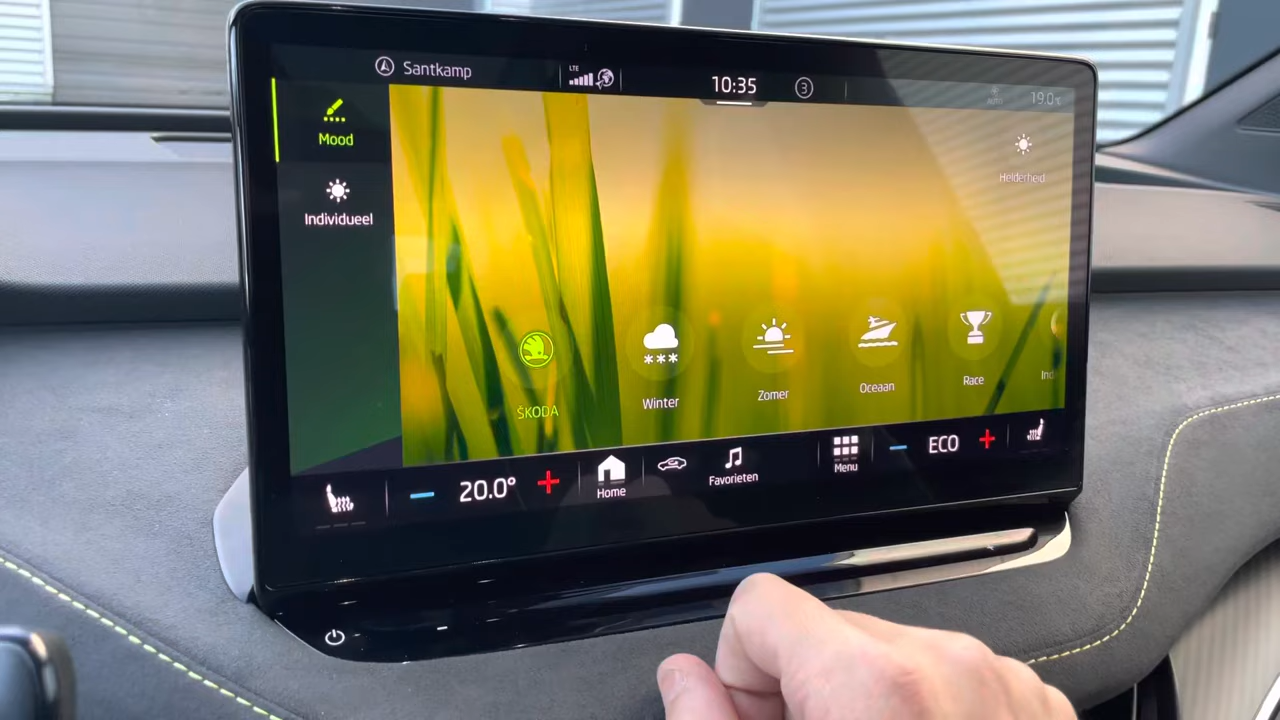 Santkamp
LTE
10:35
3
AUTO
19.0°C
Mood
Individueel
Helderheid
ŠKODA
Winter
Zomer
Oceaan
Race
Ind
20.0°
Home
Favorieten
Menu
ECO